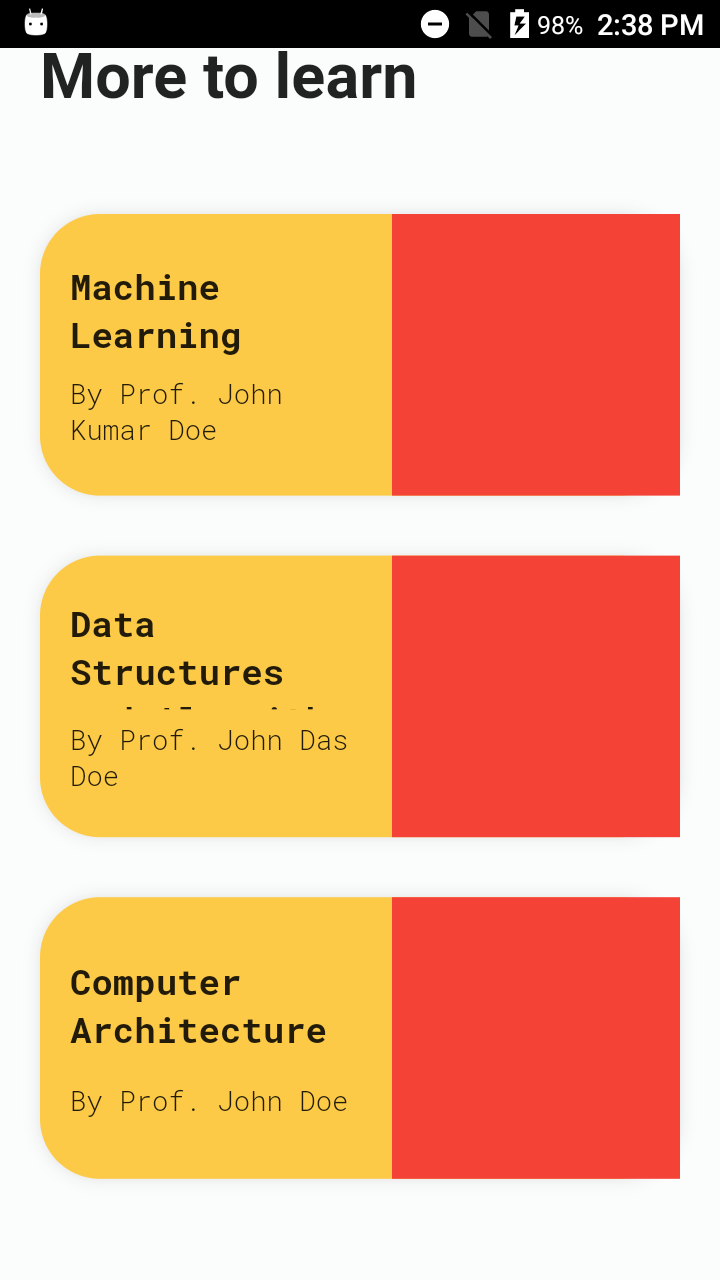 98% 2:38 PM
More to learn
Machine
Learning
By Prof. John
Kumar Doe
Data
Structures
By Prof. John Das
Doe
Computer
Architecture
By Prof. John Doe